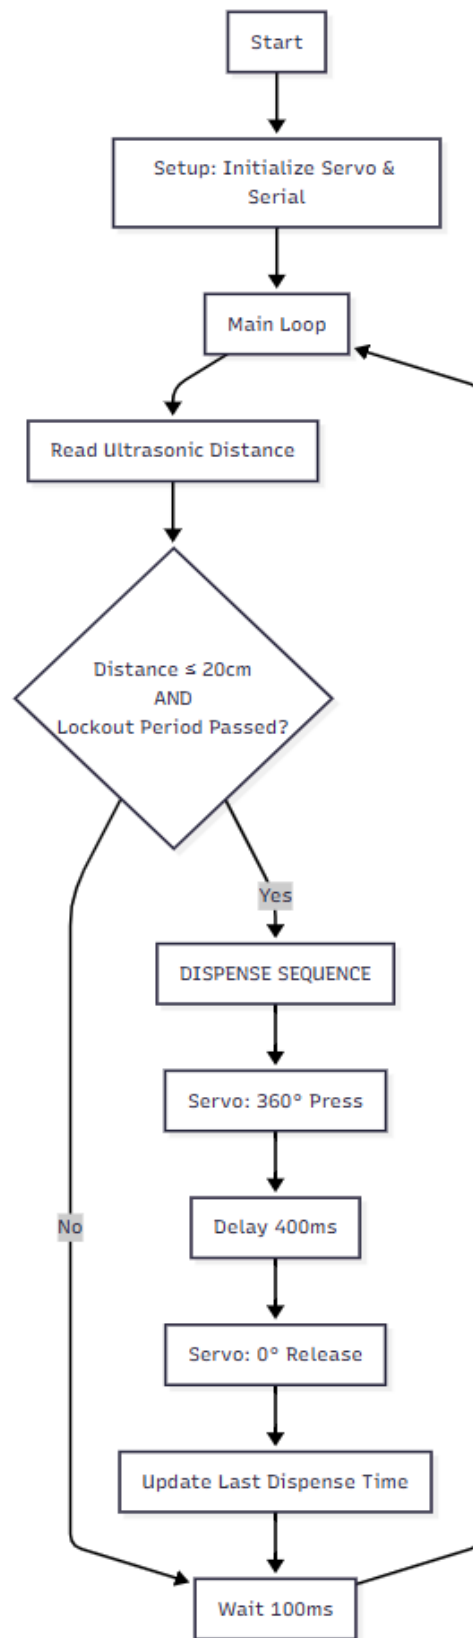 Start
Setup: Initialize Servo &
Serial
Main Loop
Read Ultrasonic Distance
Distance ≤ 20cm
AND
Lockout Period Passed?
Yes
DISPENSE SEQUENCE
Servo: 360° Press
No
Delay 400ms
Servo: 0° Release
Update Last Dispense Time
Wait 100ms